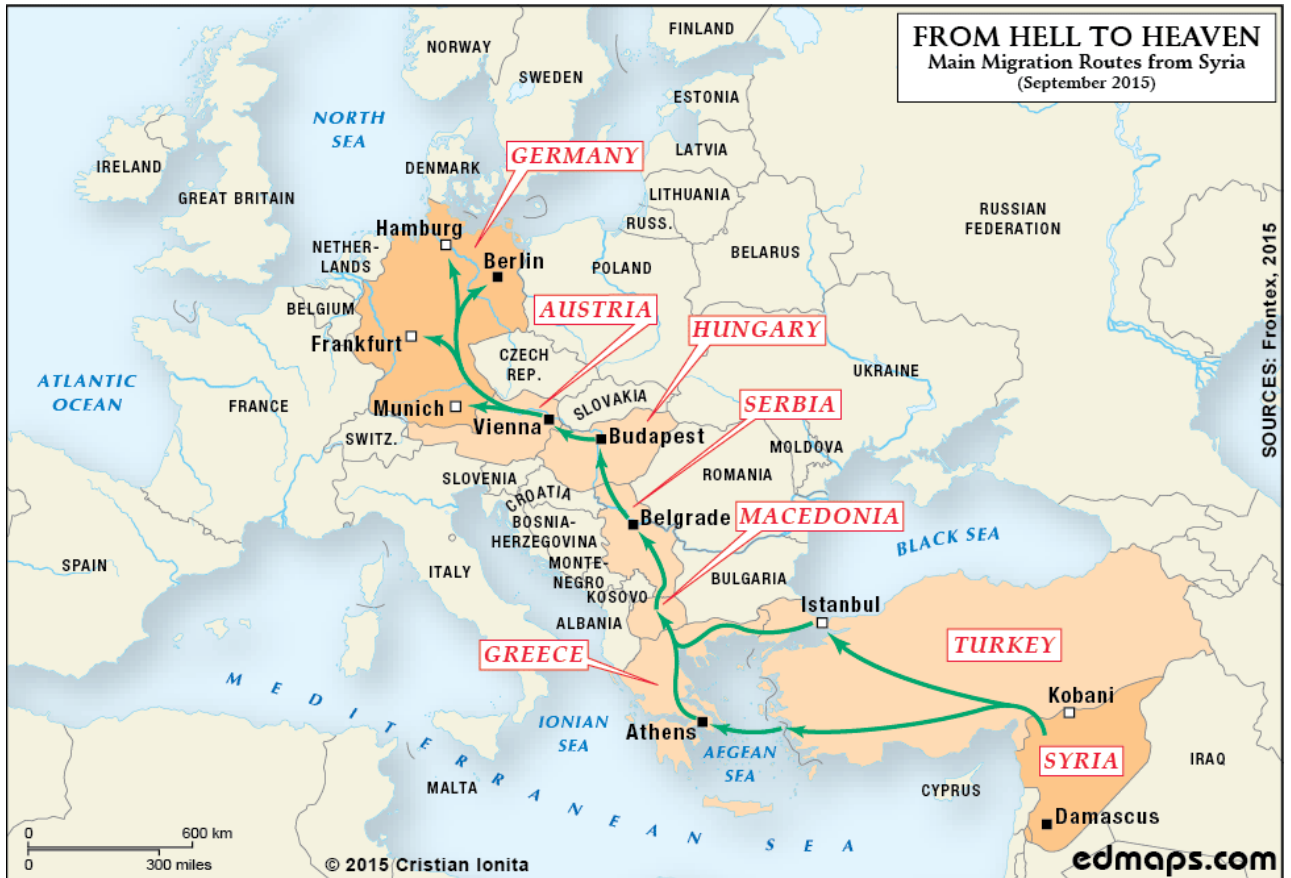 FROM HELL TO HEAVEN
Main Migration Routes from Syria
(September 2015)
FINLAND
NORWAY
SWEDEN
ESTONIA
NORTH
SEA
GERMANY
LATVIA
IRELAND
DENMARK
LITHUANIA
GREAT BRITAIN
RUSS.
RUSSIAN
FEDERATION
Hamburg
NETHER-
LANDS
BELARUS
Berlin
POLAND
BELGIUM
AUSTRIA
HUNGARY
Frankfurt
CZECH
REP.
UKRAINE
ATLANTIC
OCEAN
FRANCE
Munich
SLOVAKIA
SERBIA
Vienna
Budapest
SWITZ.
MOLDOVA
SLOVENIA
ROMANIA
CROATIA
Belgrade
MACEDONIA
BOSNIA-
HERZEGOVINA
BLACK SEA
SPAIN
ITALY
MONTE-
NEGRO
BULGARIA
KOSOVO
Istanbul
ALBANIA
GREECE
TURKEY
Kobani
MEDITERRANEAN SEA
IONIAN
SEA
Athens
AEGEAN
SEA
SYRIA
IRAQ
MALTA
CYPRUS
Damascus
0 600 km
0 300 miles
© 2015 Cristian Ionita
edmaps.com
SOURCES: Frontex, 2015